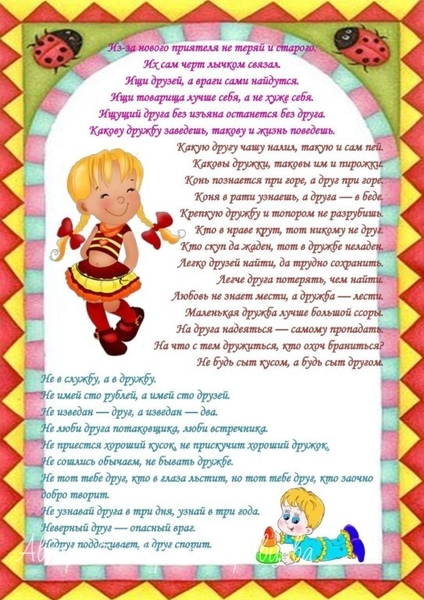 Из-за нового приятеля не теряй и старого.
Их сам черт лычком связал.
Ищи друзей, а враги сами найдутся.
Ищи товарища лучше себя, а не хуже себя.
Ищущий друга без изъяна останется без друга.
Какову дружбу заведешь, такову и жизнь поведешь.
Какую другу чашу налил, такую и сам пей.
Каковы дружки, таковы им и пирожки.
Конь познается при горе, а друг при горе.
Коня в рати узнаешь, а друга — в беде.
Крепкую дружбу и топором не разрубишь.
Кто в нраве крут, тот никому не друг.
Кто скуп да жаден, тот в дружбе неладен.
Легко друзей найти, да трудно сохранить.
Легче друга потерять, чем найти.
Любовь не знает мести, а дружба — лести.
Маленькая дружба лучше большой ссоры.
На друга надеяться — самому пропадать.
На что с тем дружиться, кто охоч браниться?
Не будь сыт кусом, а будь сыт другом.
Не в службу, а в дружбу.
Не имей сто рублей, а имей сто друзей.
Не изведан — друг, а изведан — два.
Не люби друга потаковщика, люби встречника.
Не приестся хороший кусок, не прискучит хороший дружок.
Не сошлись обычаем, не бывать дружбе.
Не тот тебе друг, кто в глаза льстит, но тот тебе друг, кто заочно
добро творит.
Не узнавай друга в три дня, узнай в три года.
Неверный друг — опасный враг.
Недруг поддакивает, а друг спорит.